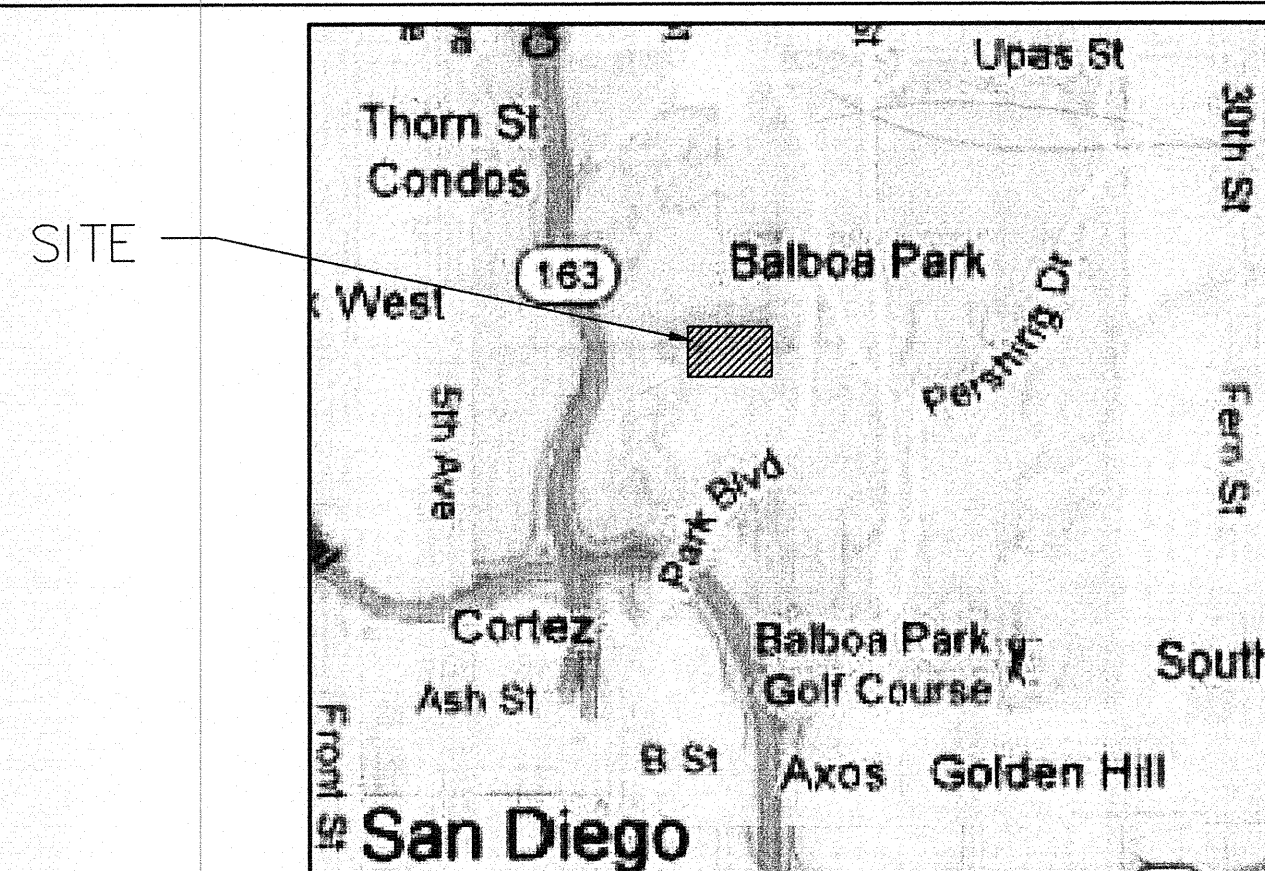 Upas St
Thorn St
Condos
30th St
SITE
163
Balboa Park
West
Pershing Dr
5th Ave
Fern St
Park Blvd
Cortez
Balboa Park
Golf Course
South
Ash St
Front St
B St
Axos
Golden Hill
San Diego